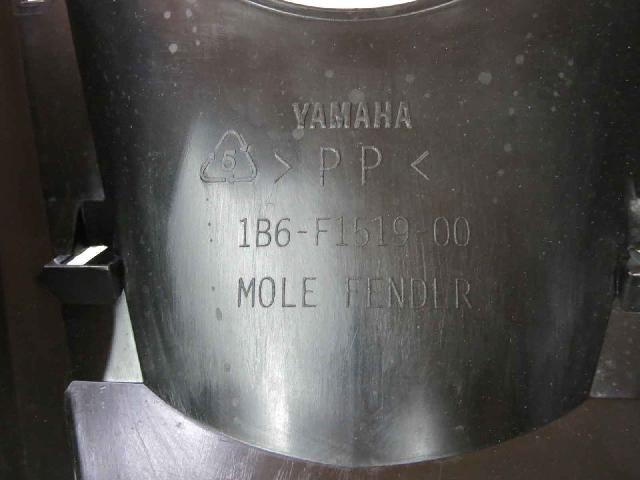 YAMAHA
5 > PP <
1B6-F1519-00
MOLE FENDER